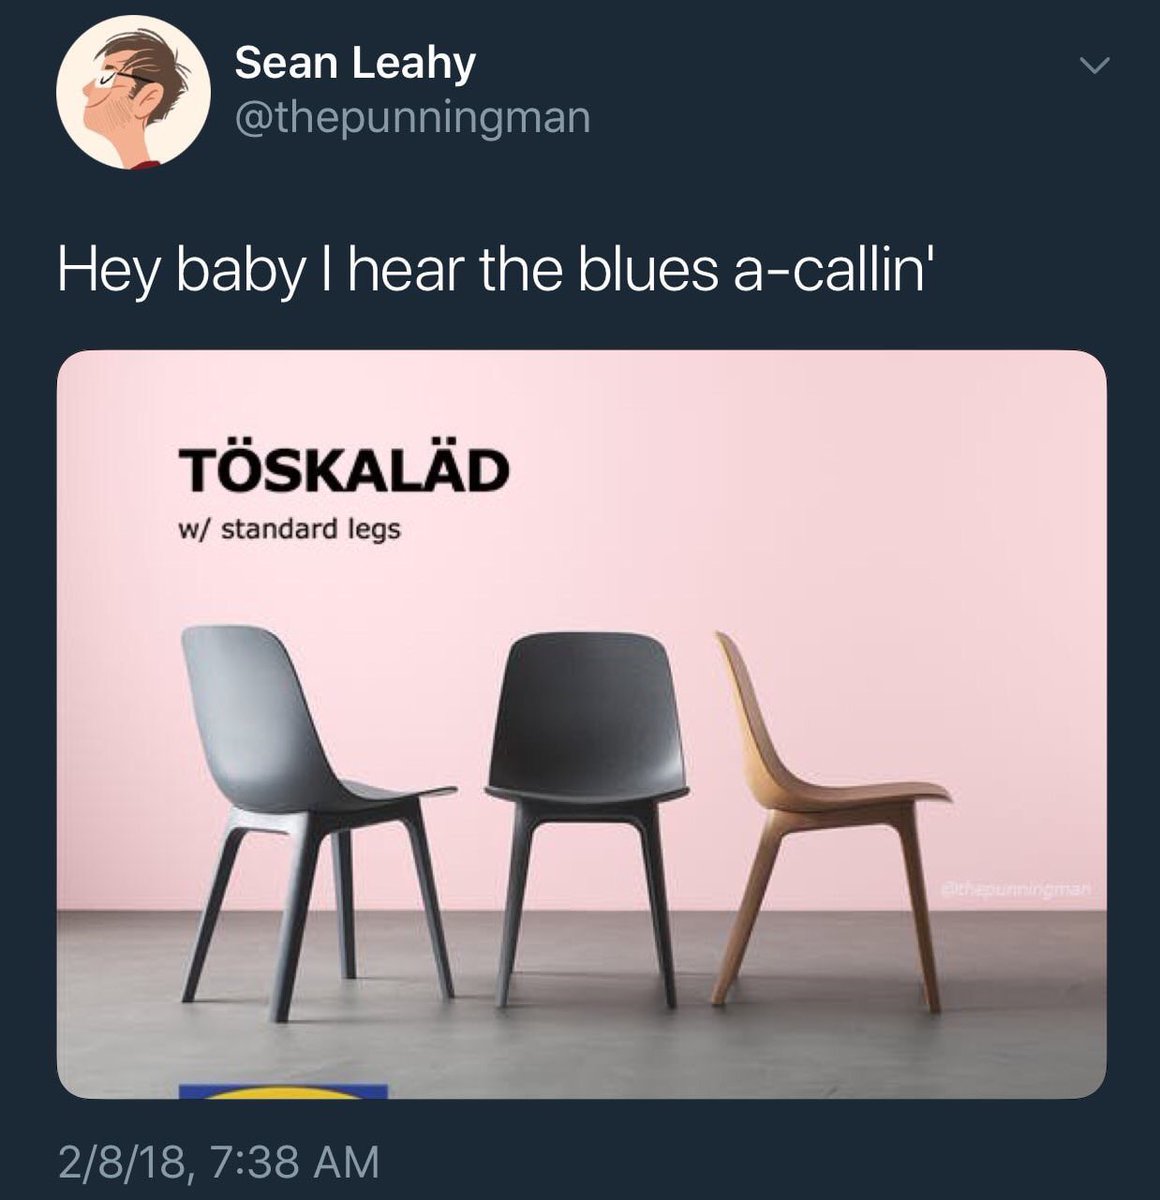 Sean Leahy
@thepunningman
Hey baby I hear the blues a-callin'
TÖSKALÄD
w/ standard legs
@thepunningman
2/8/18, 7:38 AM